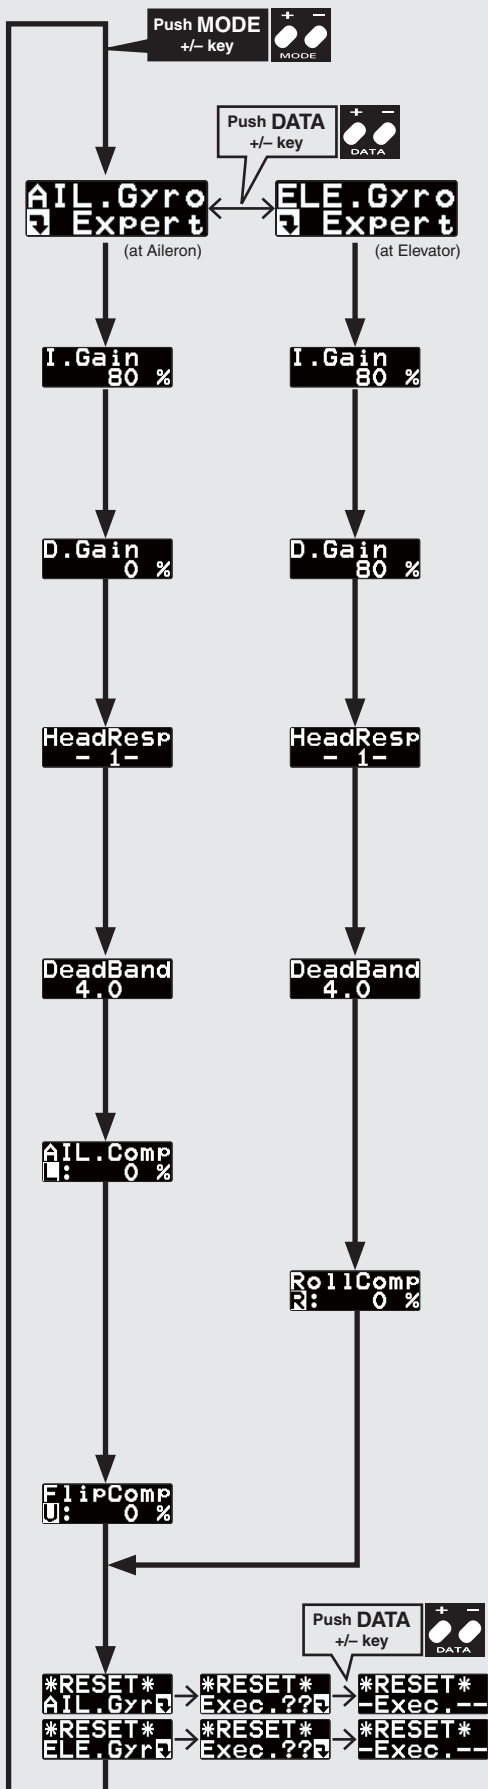 Push MODE
+/– key
+ –
MODE
Push DATA
+/– key
+ –
DATA
AIL.Gyro
Expert
ELE.Gyro
Expert
(at Aileron)
(at Elevator)
I.Gain
80 %
I.Gain
80 %
D.Gain
0 %
D.Gain
80 %
HeadResp
- 1-
HeadResp
- 1-
DeadBand
4.0
DeadBand
4.0
AIL.Comp
L: 0 %
RollComp
R: 0 %
FlipComp
U: 0 %
Push DATA
+/– key
+ –
DATA
*RESET*
AIL.Gyr
*RESET*
Exec.??
*RESET*
-Exec.--
*RESET*
ELE.Gyr
*RESET*
Exec.??
*RESET*
-Exec.--